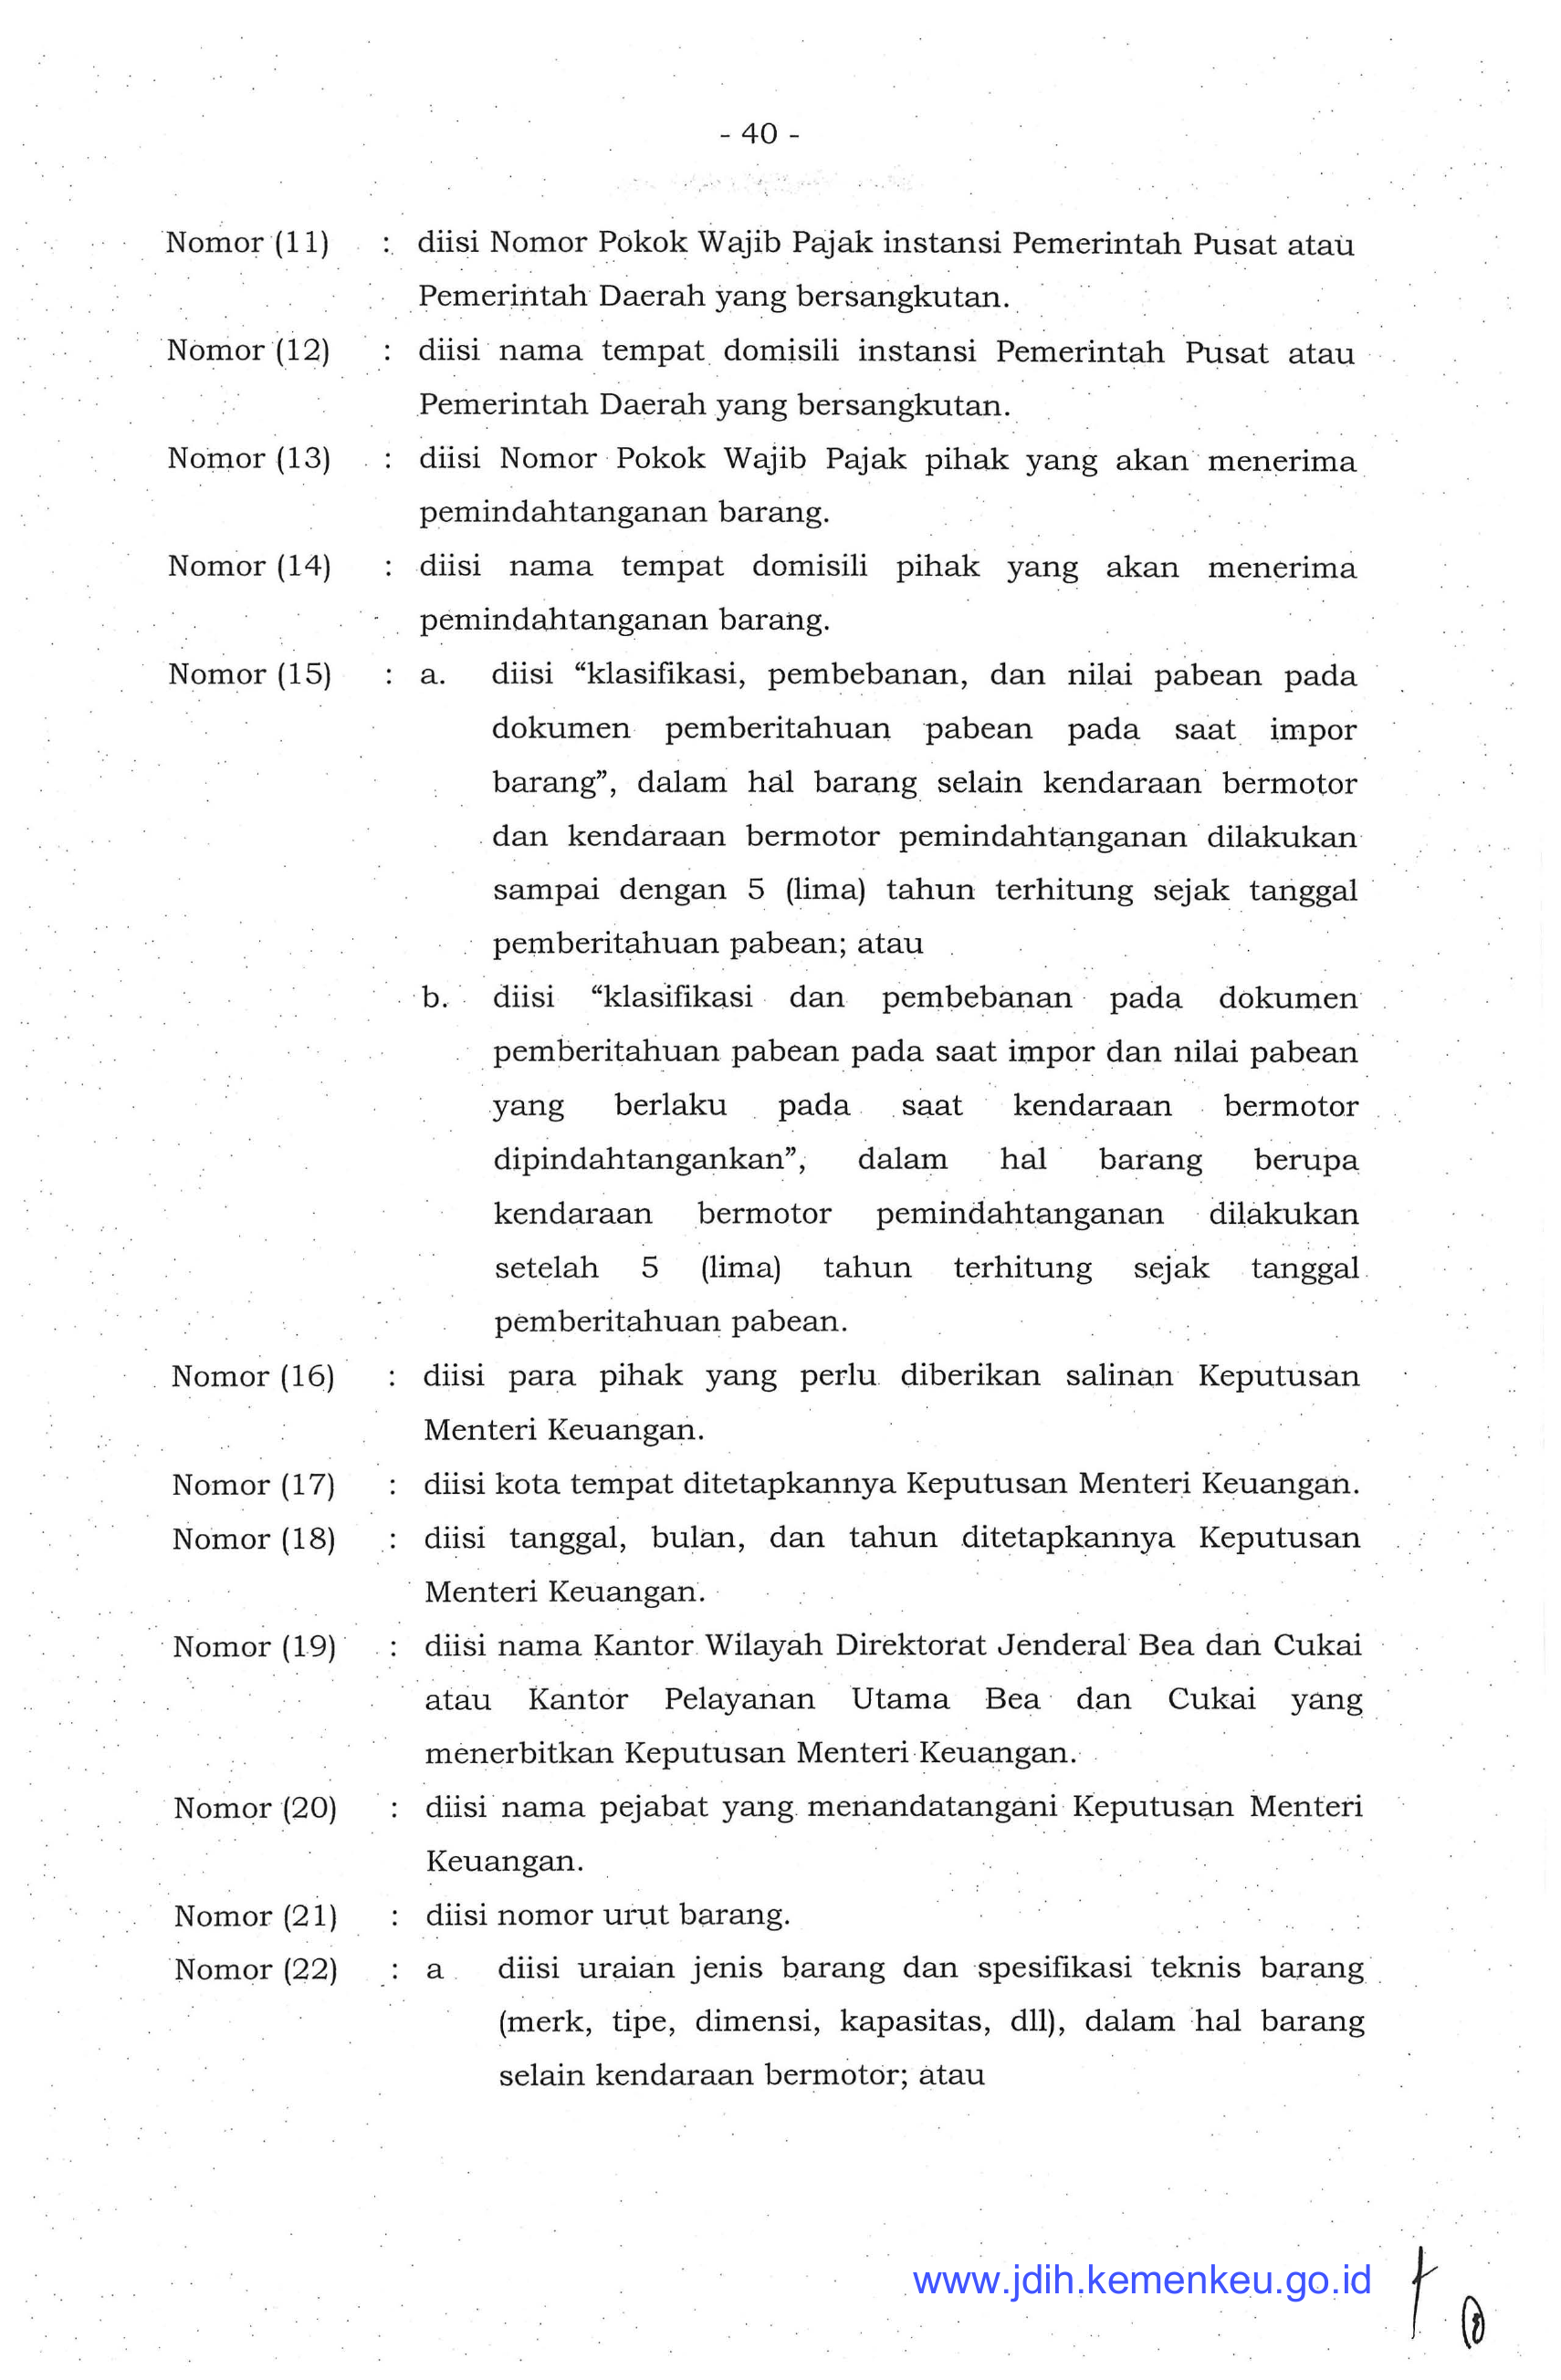 - 40 -
Nomor (11) : diisi Nomor Pokok Wajib Pajak instansi Pemerintah Pusat atau
Pemerintah Daerah yang bersangkutan.
Nomor (12) : diisi nama tempat domisili instansi Pemerintah Pusat atau
Pemerintah Daerah yang bersangkutan.
Nomor (13) : diisi Nomor Pokok Wajib Pajak pihak yang akan menerima
pemindahtanganan barang.
Nomor (14) : diisi nama tempat domisili pihak yang akan menerima
pemindahtanganan barang.
Nomor (15) : a. diisi “klasifikasi, pembebanan, dan nilai pabean pada
dokumen pemberitahuan pabean pada saat impor
barang”, dalam hal barang selain kendaraan bermotor
dan kendaraan bermotor pemindahtanganan dilakukan
sampai dengan 5 (lima) tahun terhitung sejak tanggal
pemberitahuan pabean; atau
b. diisi “klasifikasi dan pembebanan pada dokumen
pemberitahuan pabean pada saat impor dan nilai pabean
yang berlaku pada saat kendaraan bermotor
dipindahtangankan”, dalam hal barang berupa
kendaraan bermotor pemindahtanganan dilakukan
setelah 5 (lima) tahun terhitung sejak tanggal
pemberitahuan pabean.
Nomor (16) : diisi para pihak yang perlu diberikan salinan Keputusan
Menteri Keuangan.
Nomor (17) : diisi kota tempat ditetapkannya Keputusan Menteri Keuangan.
Nomor (18) : diisi tanggal, bulan, dan tahun ditetapkannya Keputusan
Menteri Keuangan.
Nomor (19) : diisi nama Kantor Wilayah Direktorat Jenderal Bea dan Cukai
atau Kantor Pelayanan Utama Bea dan Cukai yang
menerbitkan Keputusan Menteri Keuangan.
Nomor (20) : diisi nama pejabat yang menandatangani Keputusan Menteri
Keuangan.
Nomor (21) : diisi nomor urut barang.
Nomor (22) : a diisi uraian jenis barang dan spesifikasi teknis barang
(merk, tipe, dimensi, kapasitas, dll), dalam hal barang
selain kendaraan bermotor; atau
www.jdih.kemenkeu.go.id